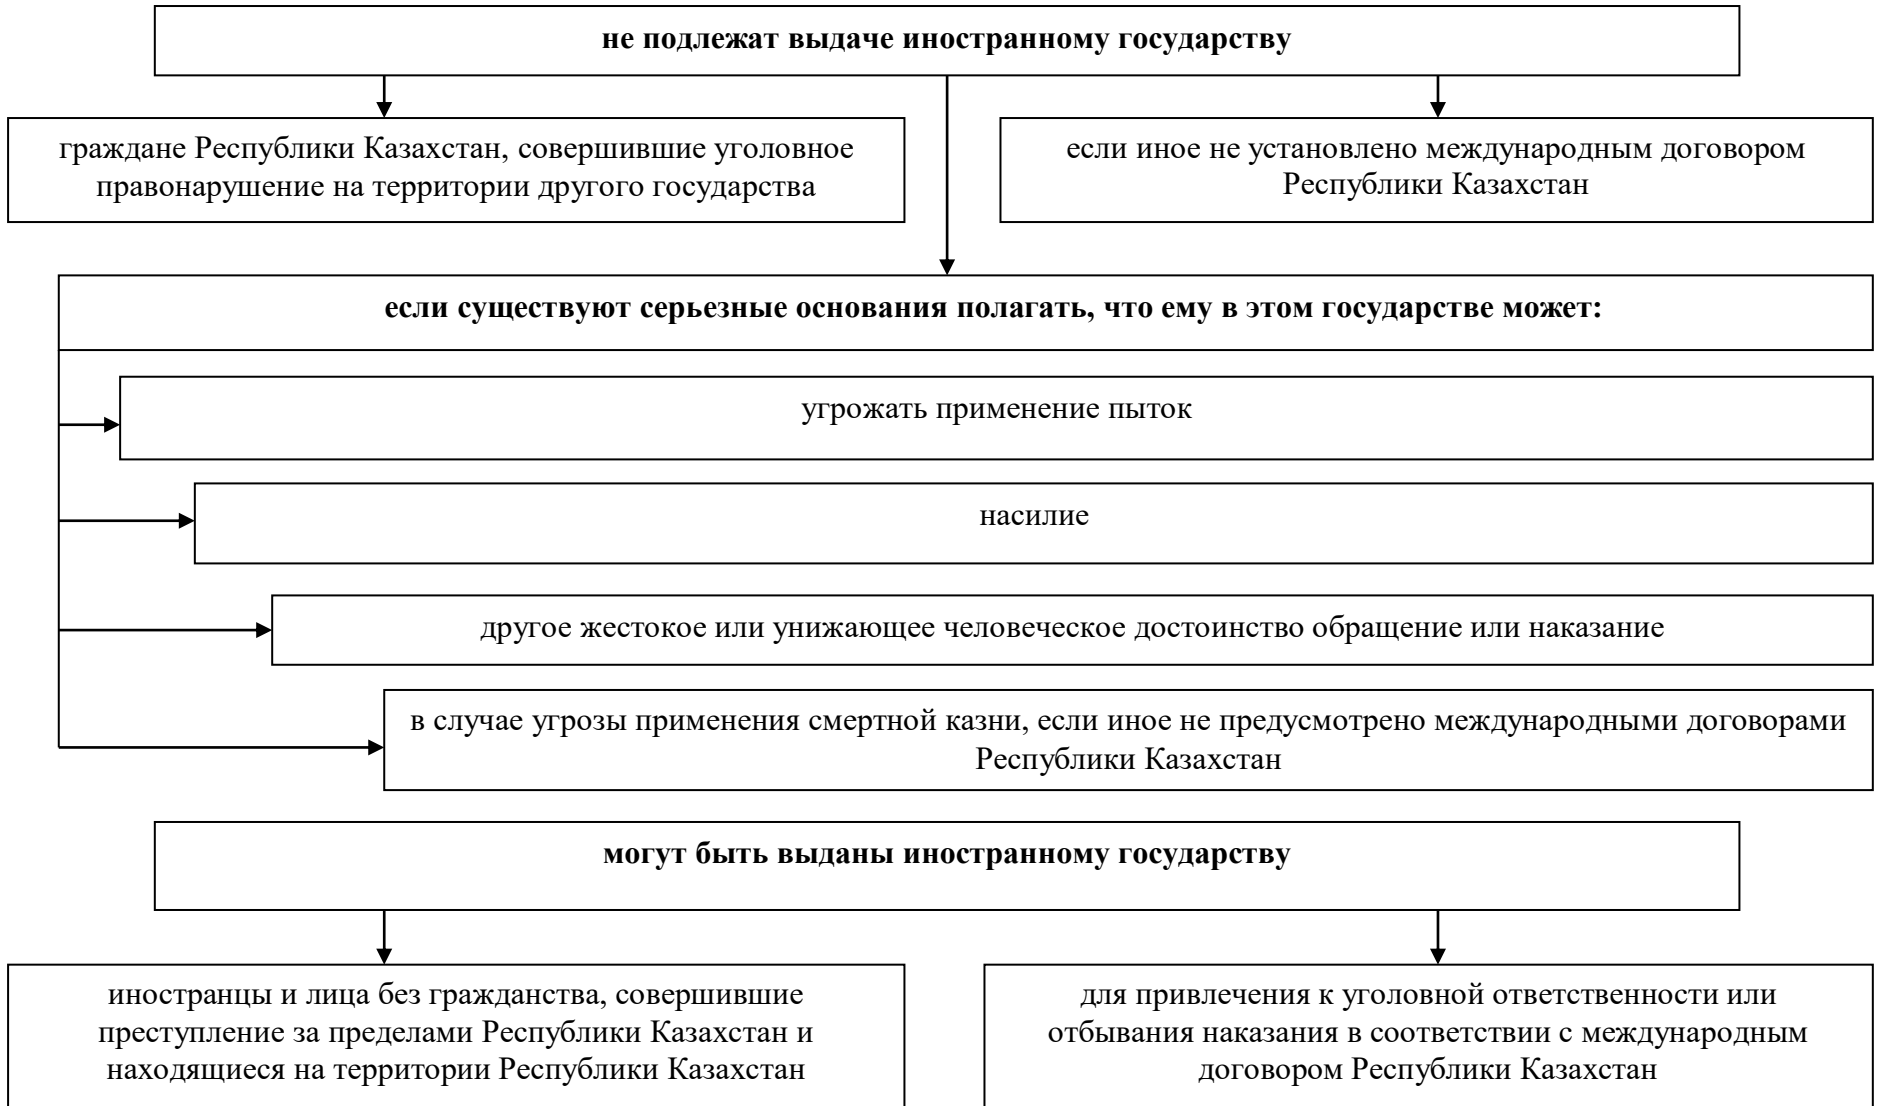 не подлежат выдаче иностранному государству
граждане Республики Казахстан, совершившие уголовное
правонарушение на территории другого государства
если иное не установлено международным договором
Республики Казахстан
если существуют серьезные основания полагать, что ему в этом государстве может:
угрожать применение пыток
насилие
другое жестокое или унижающее человеческое достоинство обращение или наказание
в случае угрозы применения смертной казни, если иное не предусмотрено международными договорами
Республики Казахстан
могут быть выданы иностранному государству
иностранцы и лица без гражданства, совершившие
преступление за пределами Республики Казахстан и
находящиеся на территории Республики Казахстан
для привлечения к уголовной ответственности или
отбывания наказания в соответствии с международным
договором Республики Казахстан